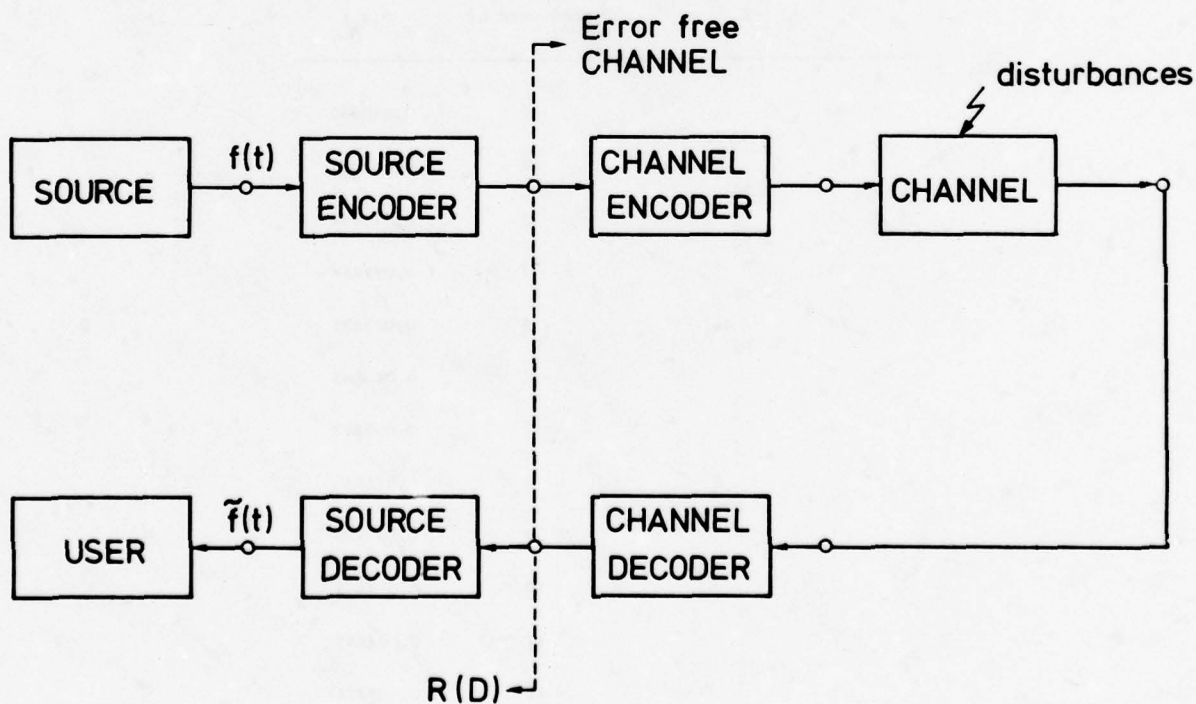 Error free
CHANNEL
disturbances
SOURCE
f(t)
SOURCE
ENCODER
CHANNEL
ENCODER
CHANNEL
USER
f̃(t)
SOURCE
DECODER
CHANNEL
DECODER
R(D)